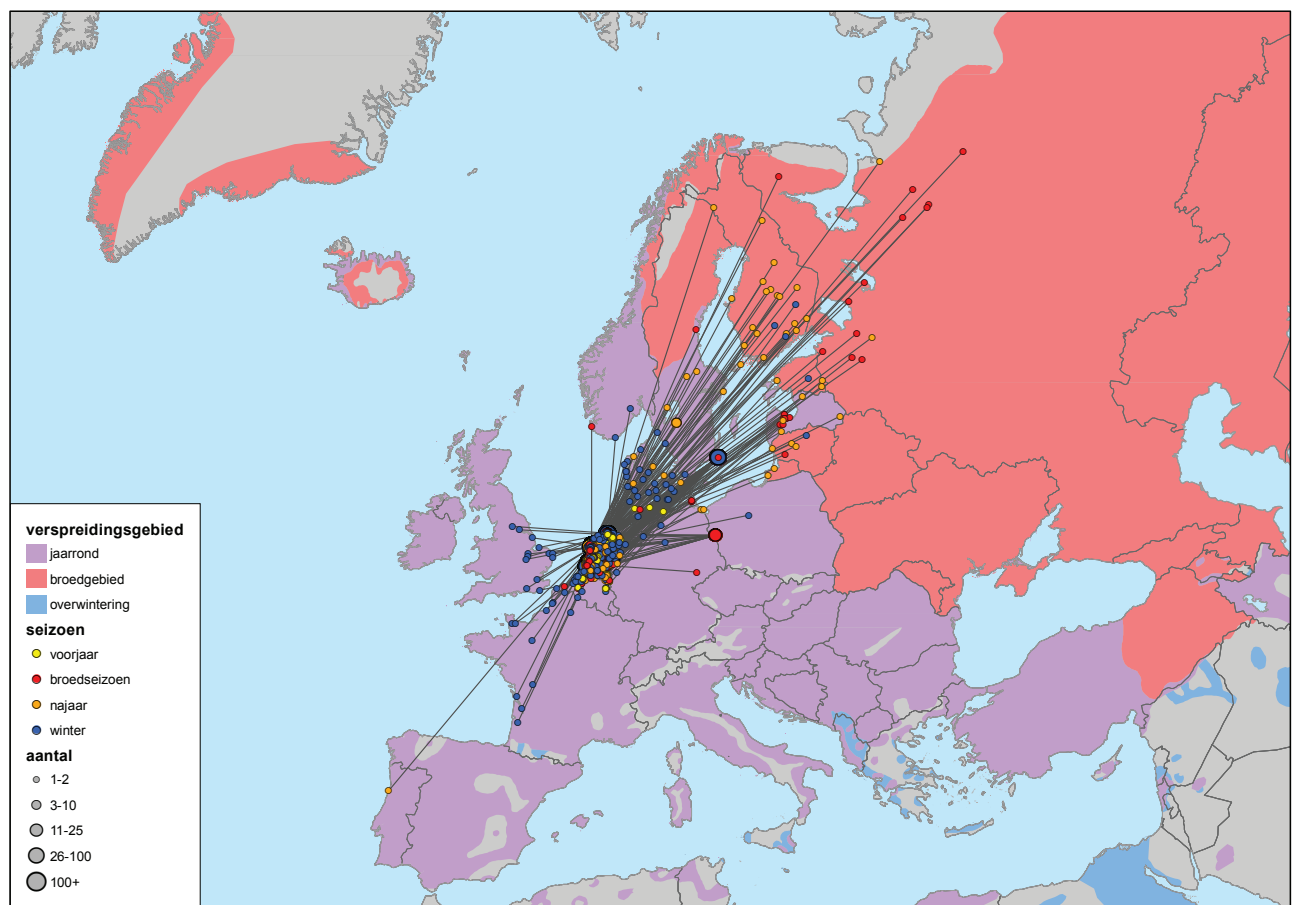 verspreidingsgebied
jaarrond
broedgebied
overwintering
seizoen
voorjaar
broedseizoen
najaar
winter
aantal
1-2
3-10
11-25
26-100
100+